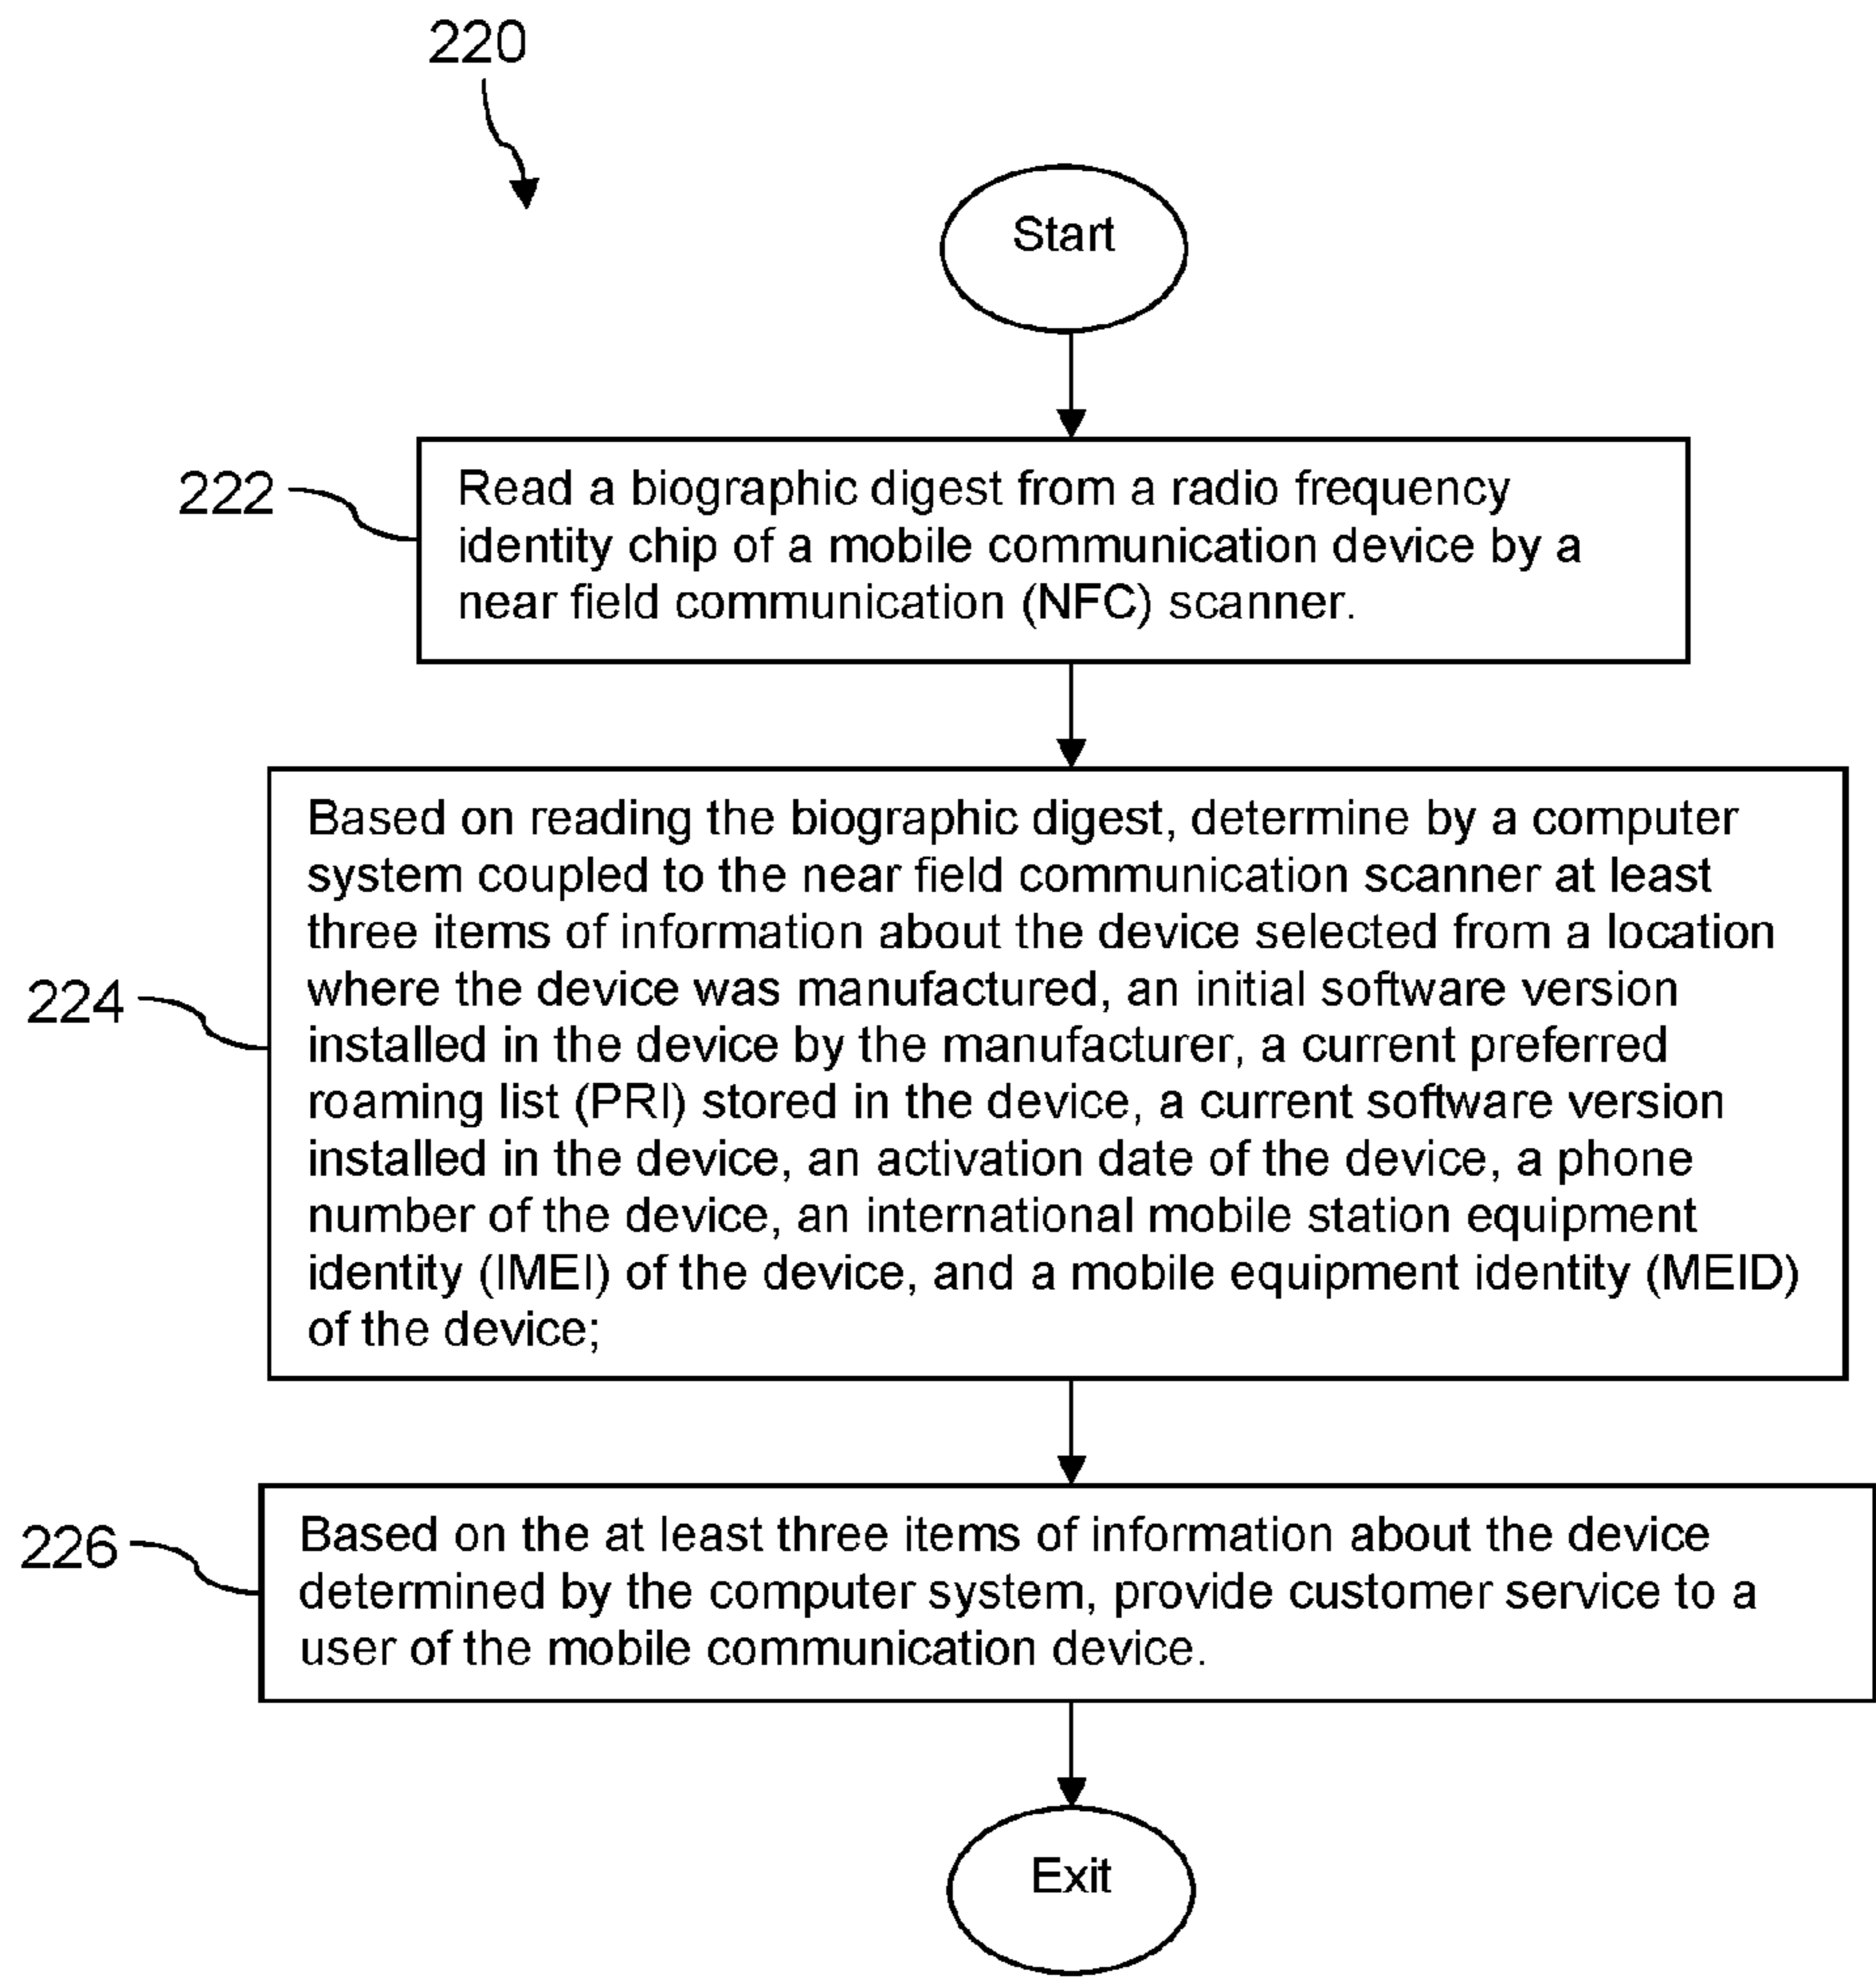 220
Start
222
Read a biographic digest from a radio frequency
identity chip of a mobile communication device by a
near field communication (NFC) scanner.
224
Based on reading the biographic digest, determine by a computer
system coupled to the near field communication scanner at least
three items of information about the device selected from a location
where the device was manufactured, an initial software version
installed in the device by the manufacturer, a current preferred
roaming list (PRI) stored in the device, a current software version
installed in the device, an activation date of the device, a phone
number of the device, an international mobile station equipment
identity (IMEI) of the device, and a mobile equipment identity (MEID)
of the device;
226
Based on the at least three items of information about the device
determined by the computer system, provide customer service to a
user of the mobile communication device.
Exit